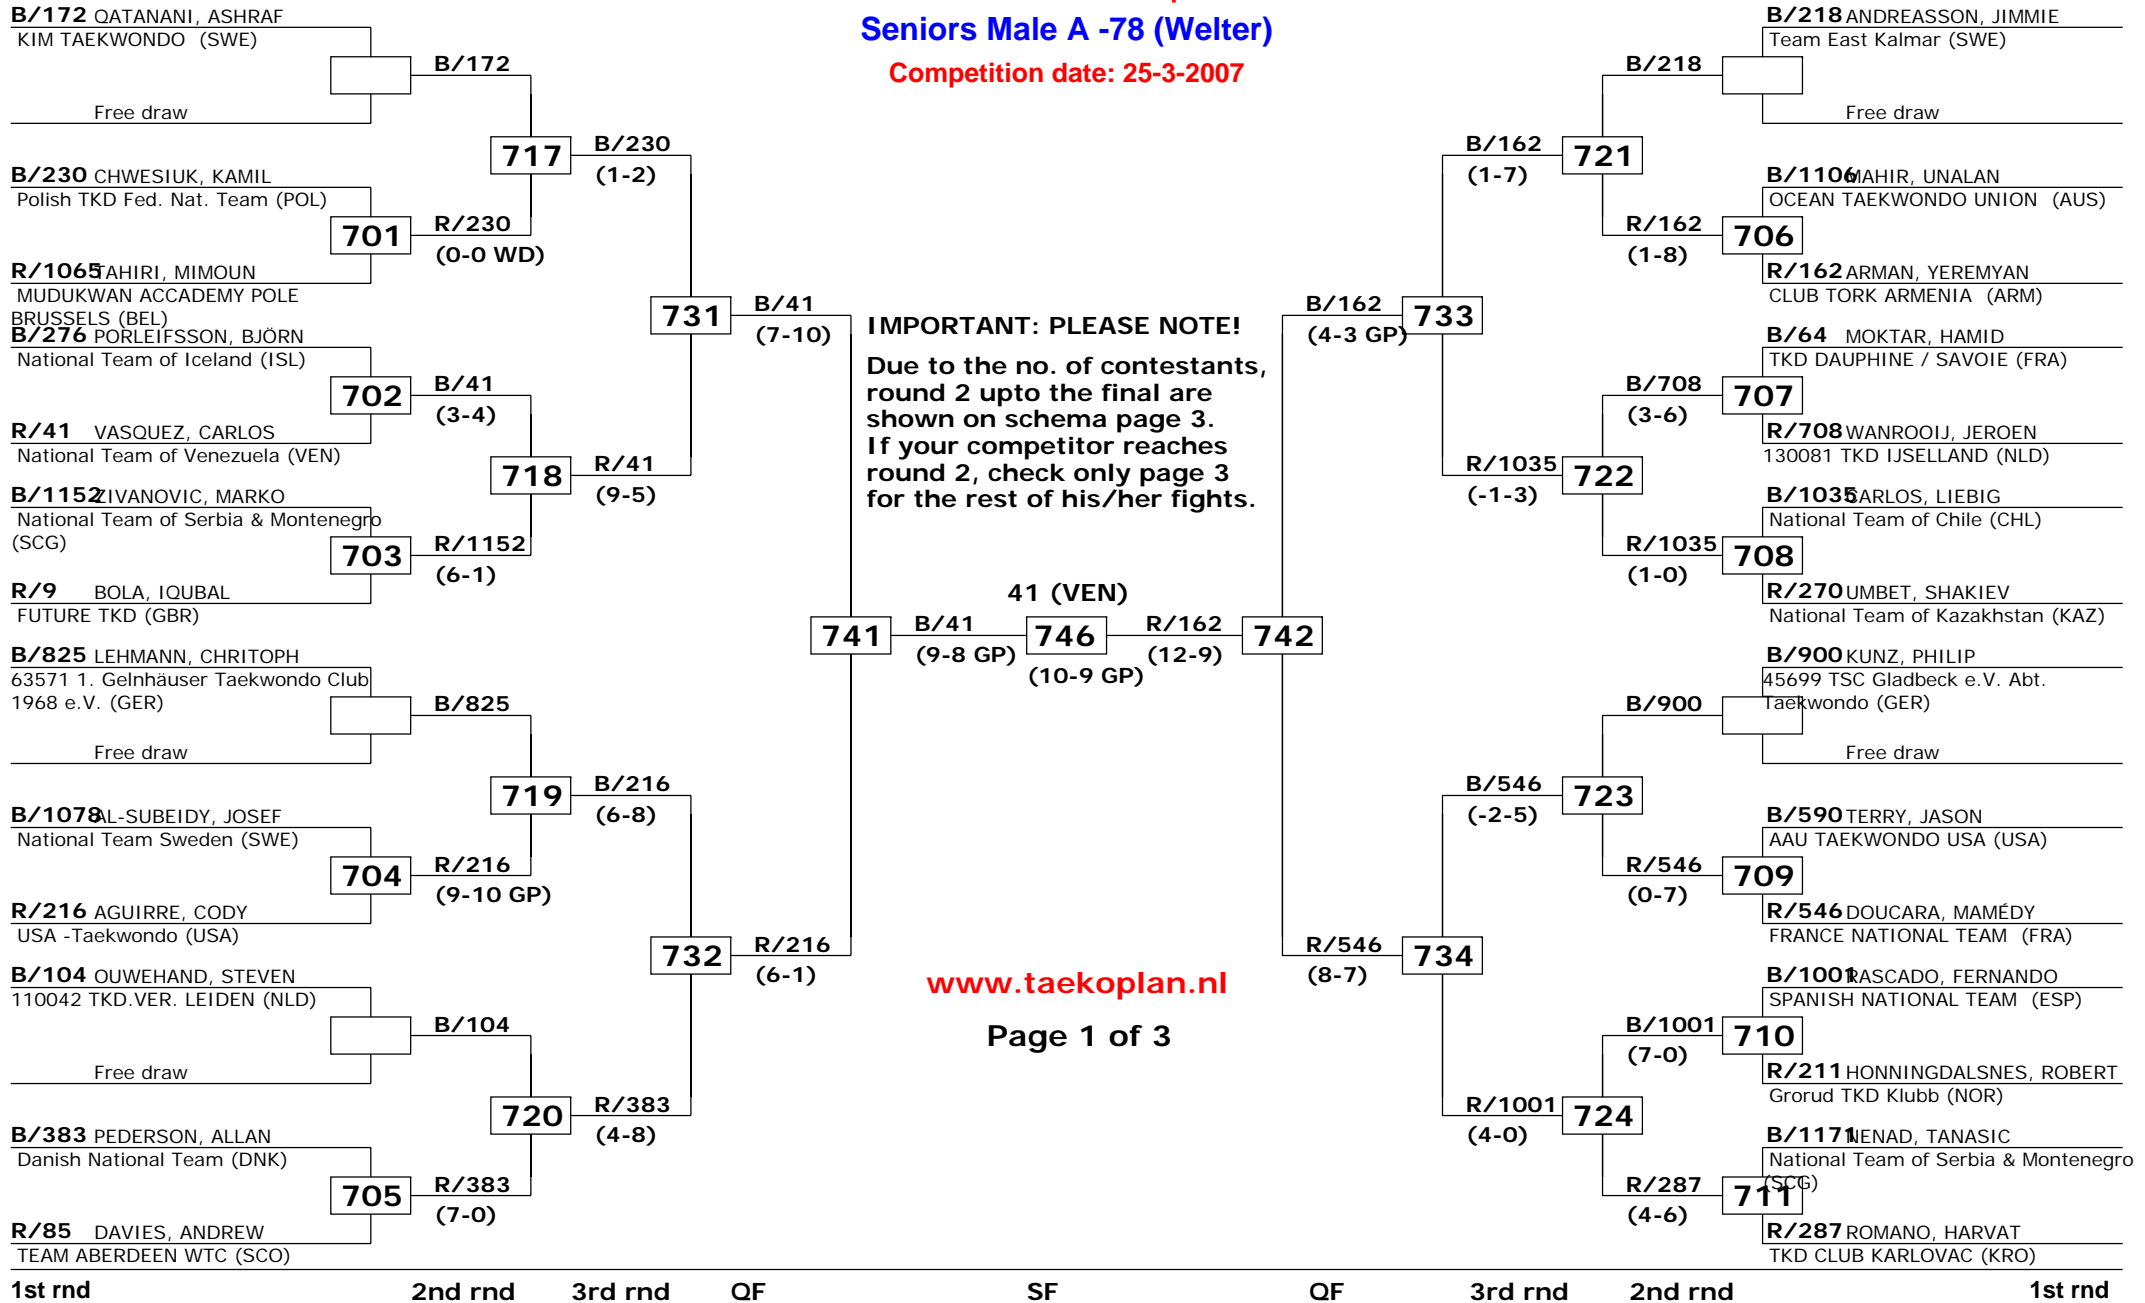 Seniors Male A -78 (Welter)
Competition date: 25-3-2007
B/172 QATANANI, ASHRAF
KIM TAEKWONDO (SWE)
Free draw
B/230 CHWESIUK, KAMIL
Polish TKD Fed. Nat. Team (POL)
701
R/1065 TAHIRI, MIMOUN
MUDUKWAN ACCADEMY POLE
BRUSSELS (BEL)
B/276 PORLEIFSSON, BJÖRN
National Team of Iceland (ISL)
702
R/41 VASQUEZ, CARLOS
National Team of Venezuela (VEN)
B/1152 ZIVANOVIC, MARKO
National Team of Serbia & Montenegro
(SCG)
703
R/9 BOLA, IQUBAL
FUTURE TKD (GBR)
B/825 LEHMANN, CHRITOPH
63571 1. Gelnhäuser Taekwondo Club
1968 e.V. (GER)
Free draw
B/1078 AL-SUBEIDY, JOSEF
National Team Sweden (SWE)
704
R/216 AGUIRRE, CODY
USA -Taekwondo (USA)
B/104 OUWEHAND, STEVEN
110042 TKD.VER. LEIDEN (NLD)
Free draw
B/383 PEDERSON, ALLAN
Danish National Team (DNK)
705
R/85 DAVIES, ANDREW
TEAM ABERDEEN WTC (SCO)
B/172
717
R/230
(0-0 WD)
B/41
(3-4)
718
R/1152
(6-1)
B/825
719
R/216
(9-10 GP)
B/104
720
R/383
(7-0)
B/230
(1-2)
731
R/41
(9-5)
B/216
(6-8)
732
R/383
(4-8)
B/41
(7-10)
741
R/216
(6-1)
IMPORTANT: PLEASE NOTE!
Due to the no. of contestants,
round 2 upto the final are
shown on schema page 3.
If your competitor reaches
round 2, check only page 3
for the rest of his/her fights.
41 (VEN)
B/41
(9-8 GP)
746
(10-9 GP)
R/162
(12-9)
www.taekoplan.nl
Page 1 of 3
B/162
(4-3 GP)
742
R/546
(8-7)
B/162
(1-7)
733
R/1035
(-1-3)
B/546
(-2-5)
734
R/1001
(4-0)
B/218
721
R/162
(1-8)
B/708
(3-6)
722
R/1035
(1-0)
B/900
723
R/546
(0-7)
B/1001
(7-0)
724
R/287
(4-6)
B/218 ANDREASSON, JIMMIE
Team East Kalmar (SWE)
Free draw
B/1106 MAHIR, UNALAN
OCEAN TAEKWONDO UNION (AUS)
706
R/162 ARMAN, YEREMYAN
CLUB TORK ARMENIA (ARM)
B/64 MOKTAR, HAMID
TKD DAUPHINE / SAVOIE (FRA)
707
R/708 WANROOIJ, JEROEN
130081 TKD IJSELLAND (NLD)
B/1035 CARLOS, LIEBIG
National Team of Chile (CHL)
708
R/270 UMBET, SHAKIEV
National Team of Kazakhstan (KAZ)
B/900 KUNZ, PHILIP
45699 TSC Gladbeck e.V. Abt.
Taekwondo (GER)
Free draw
B/590 TERRY, JASON
AAU TAEKWONDO USA (USA)
709
R/546 DOUCARA, MAMÉDY
FRANCE NATIONAL TEAM (FRA)
B/1001 RASCADO, FERNANDO
SPANISH NATIONAL TEAM (ESP)
710
R/211 HONNINGDALSNES, ROBERT
Grorud TKD Klubb (NOR)
B/1171 NENAD, TANASIC
National Team of Serbia & Montenegro
(SCG)
711
R/287 ROMANO, HARVAT
TKD CLUB KARLOVAC (KRO)
1st rnd 2nd rnd 3rd rnd QF SF QF 3rd rnd 2nd rnd 1st rnd